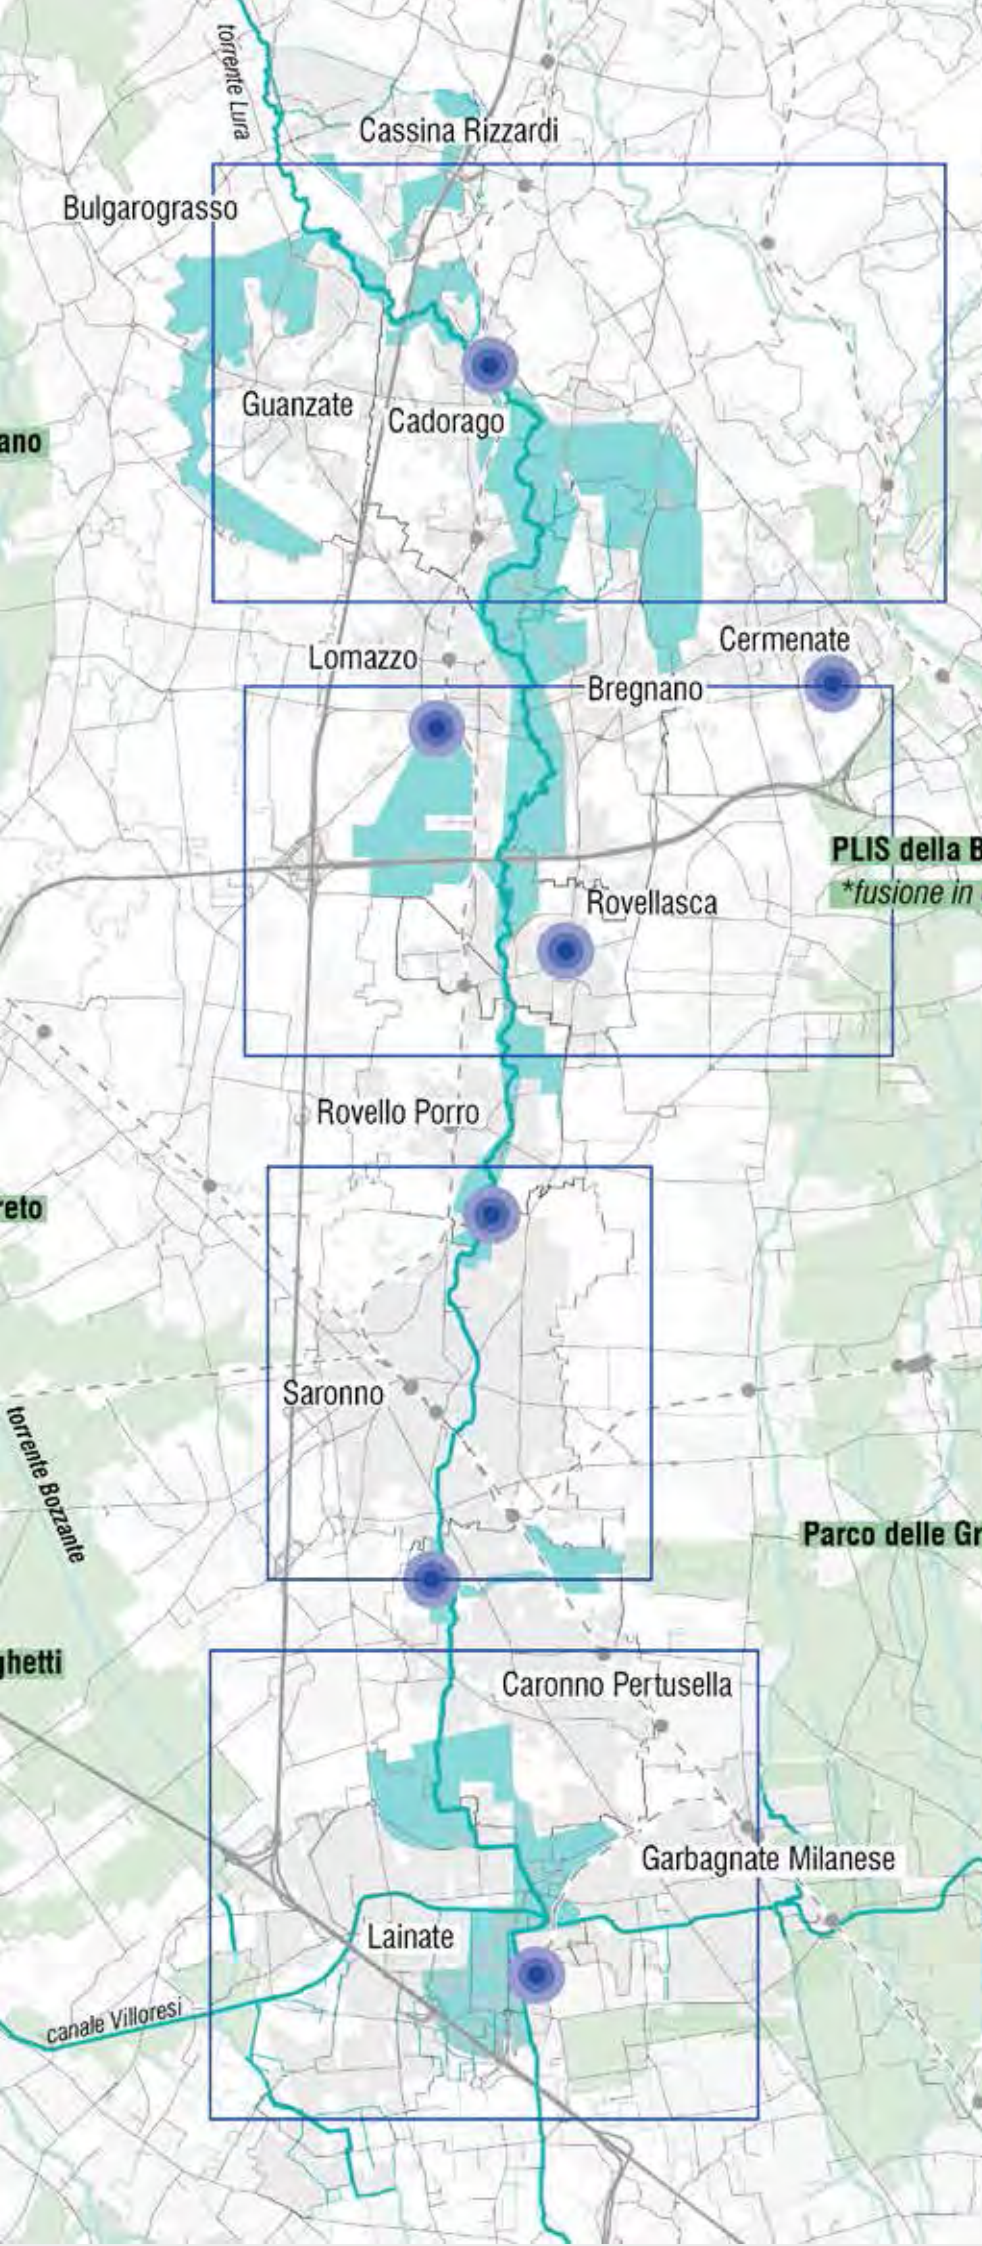 torrente Lura
Cassina Rizzardi
Bulgarograsso
Guanzate
Cadorago
ano
Cermenate
Lomazzo
Bregnano
PLIS della B
*fusione in
Rovellasca
Rovello Porro
reto
Saronno
torrente Bozzante
Parco delle Gr
ghetti
Caronno Pertusella
Garbagnate Milanese
Lainate
canale Villoresi